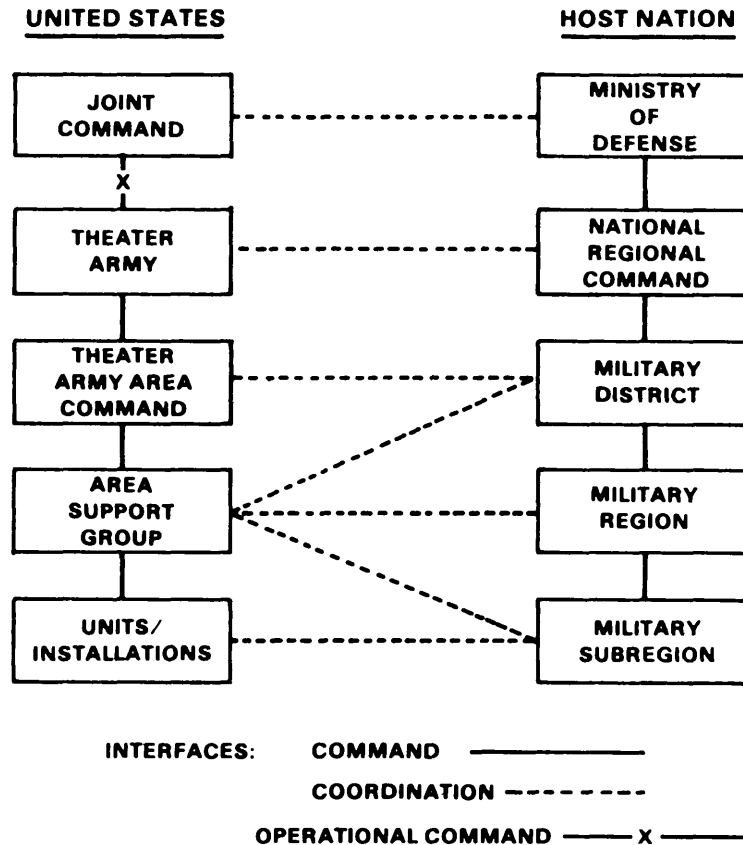 UNITED STATES
HOST NATION
JOINT
COMMAND
MINISTRY
OF
DEFENSE
X
THEATER
ARMY
NATIONAL
REGIONAL
COMMAND
THEATER
ARMY AREA
COMMAND
MILITARY
DISTRICT
AREA
SUPPORT
GROUP
MILITARY
REGION
UNITS/
INSTALLATIONS
MILITARY
SUBREGION
INTERFACES: COMMAND
COORDINATION
OPERATIONAL COMMAND X